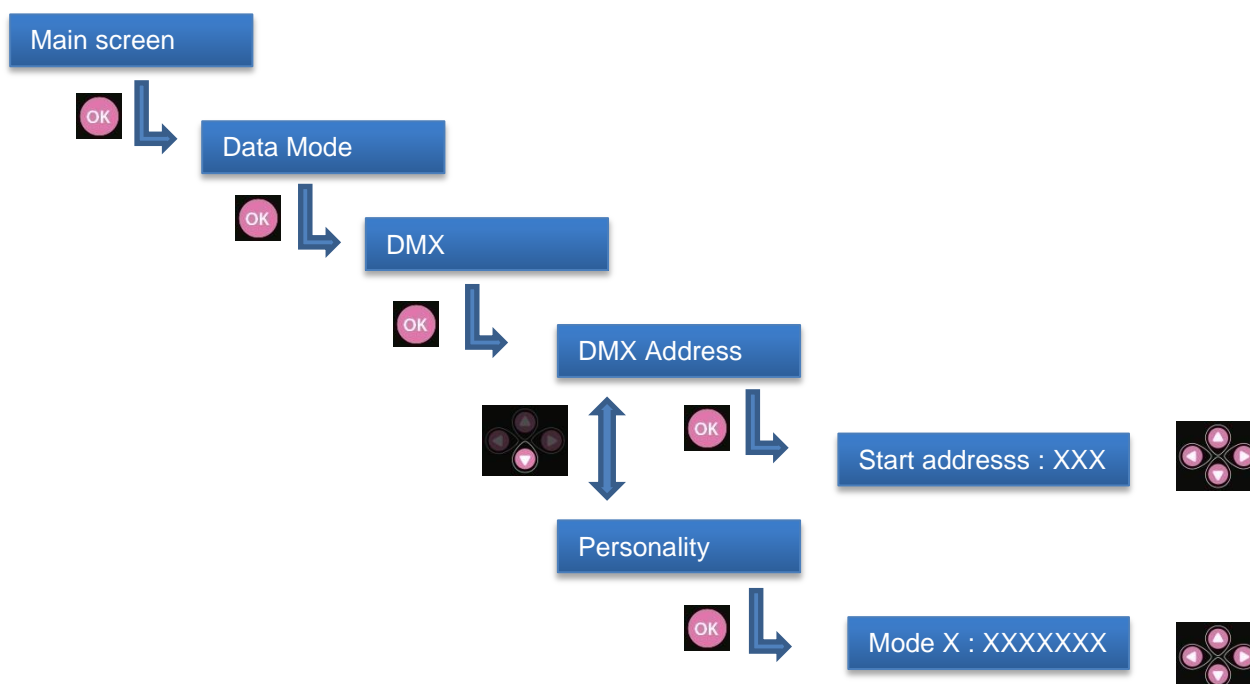 Main screen
OK
Data Mode
OK
DMX
OK
DMX Address
OK
Start addresss : XXX
Personality
OK
Mode X : XXXXXXX